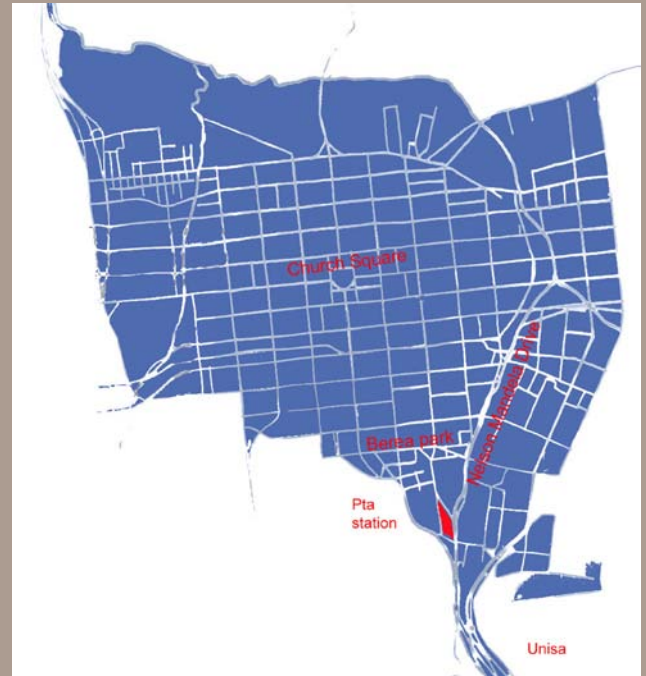 Church Square
Nelson Mandela Drive
Berea park
Pta
station
Unisa